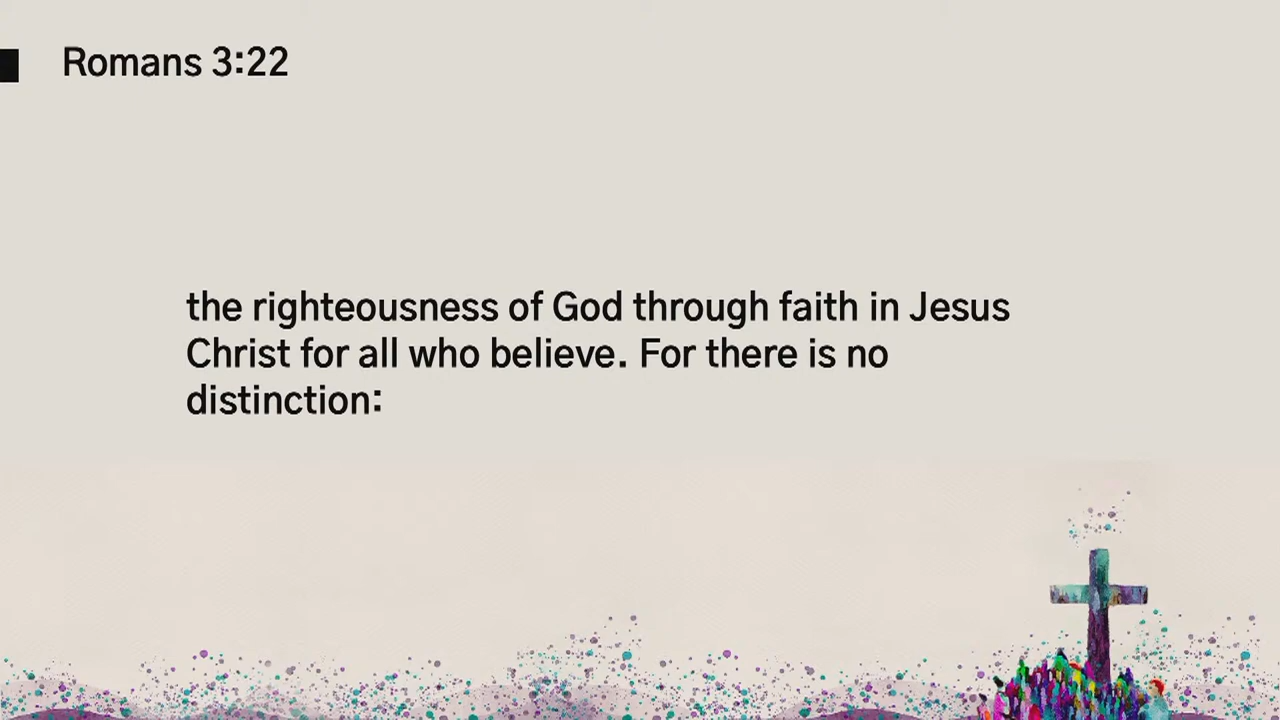 Romans 3:22
the righteousness of God through faith in Jesus
Christ for all who believe. For there is no
distinction: